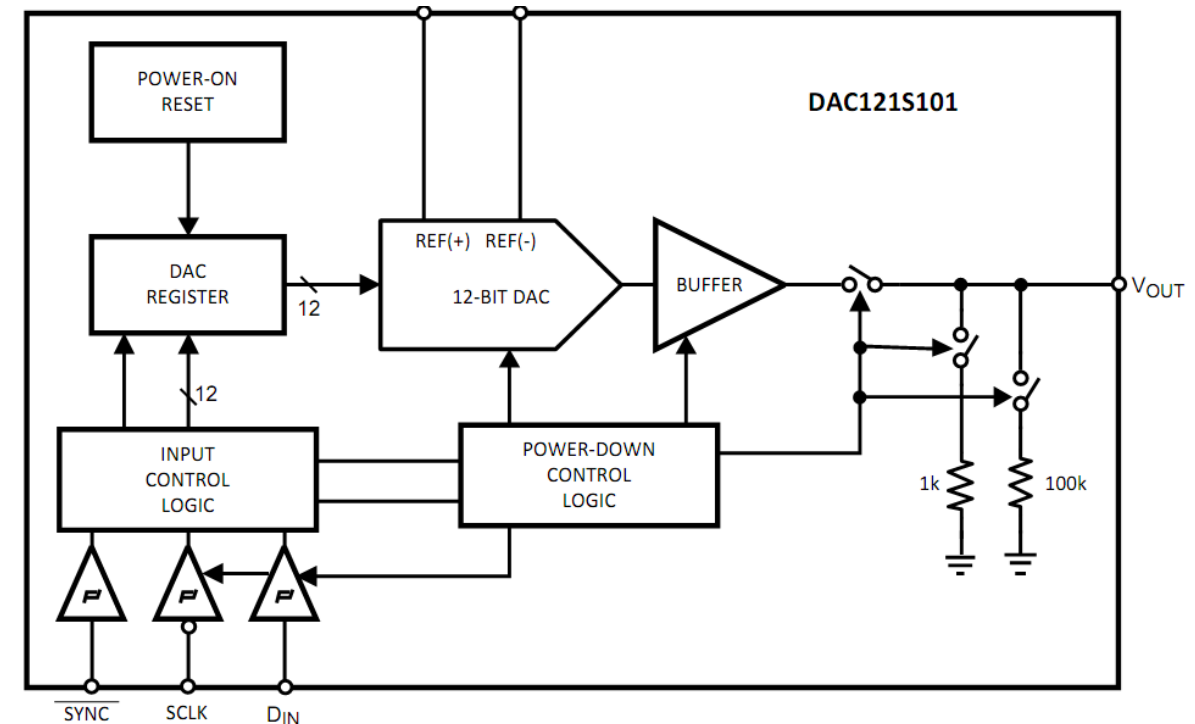 POWER-ON
RESET
DAC121S101
REF(+) REF(-)
DAC
REGISTER
12
12-BIT DAC
BUFFER
VOUT
12
INPUT
CONTROL
LOGIC
POWER-DOWN
CONTROL
LOGIC
1k
100k
SYNC
SCLK
DIN